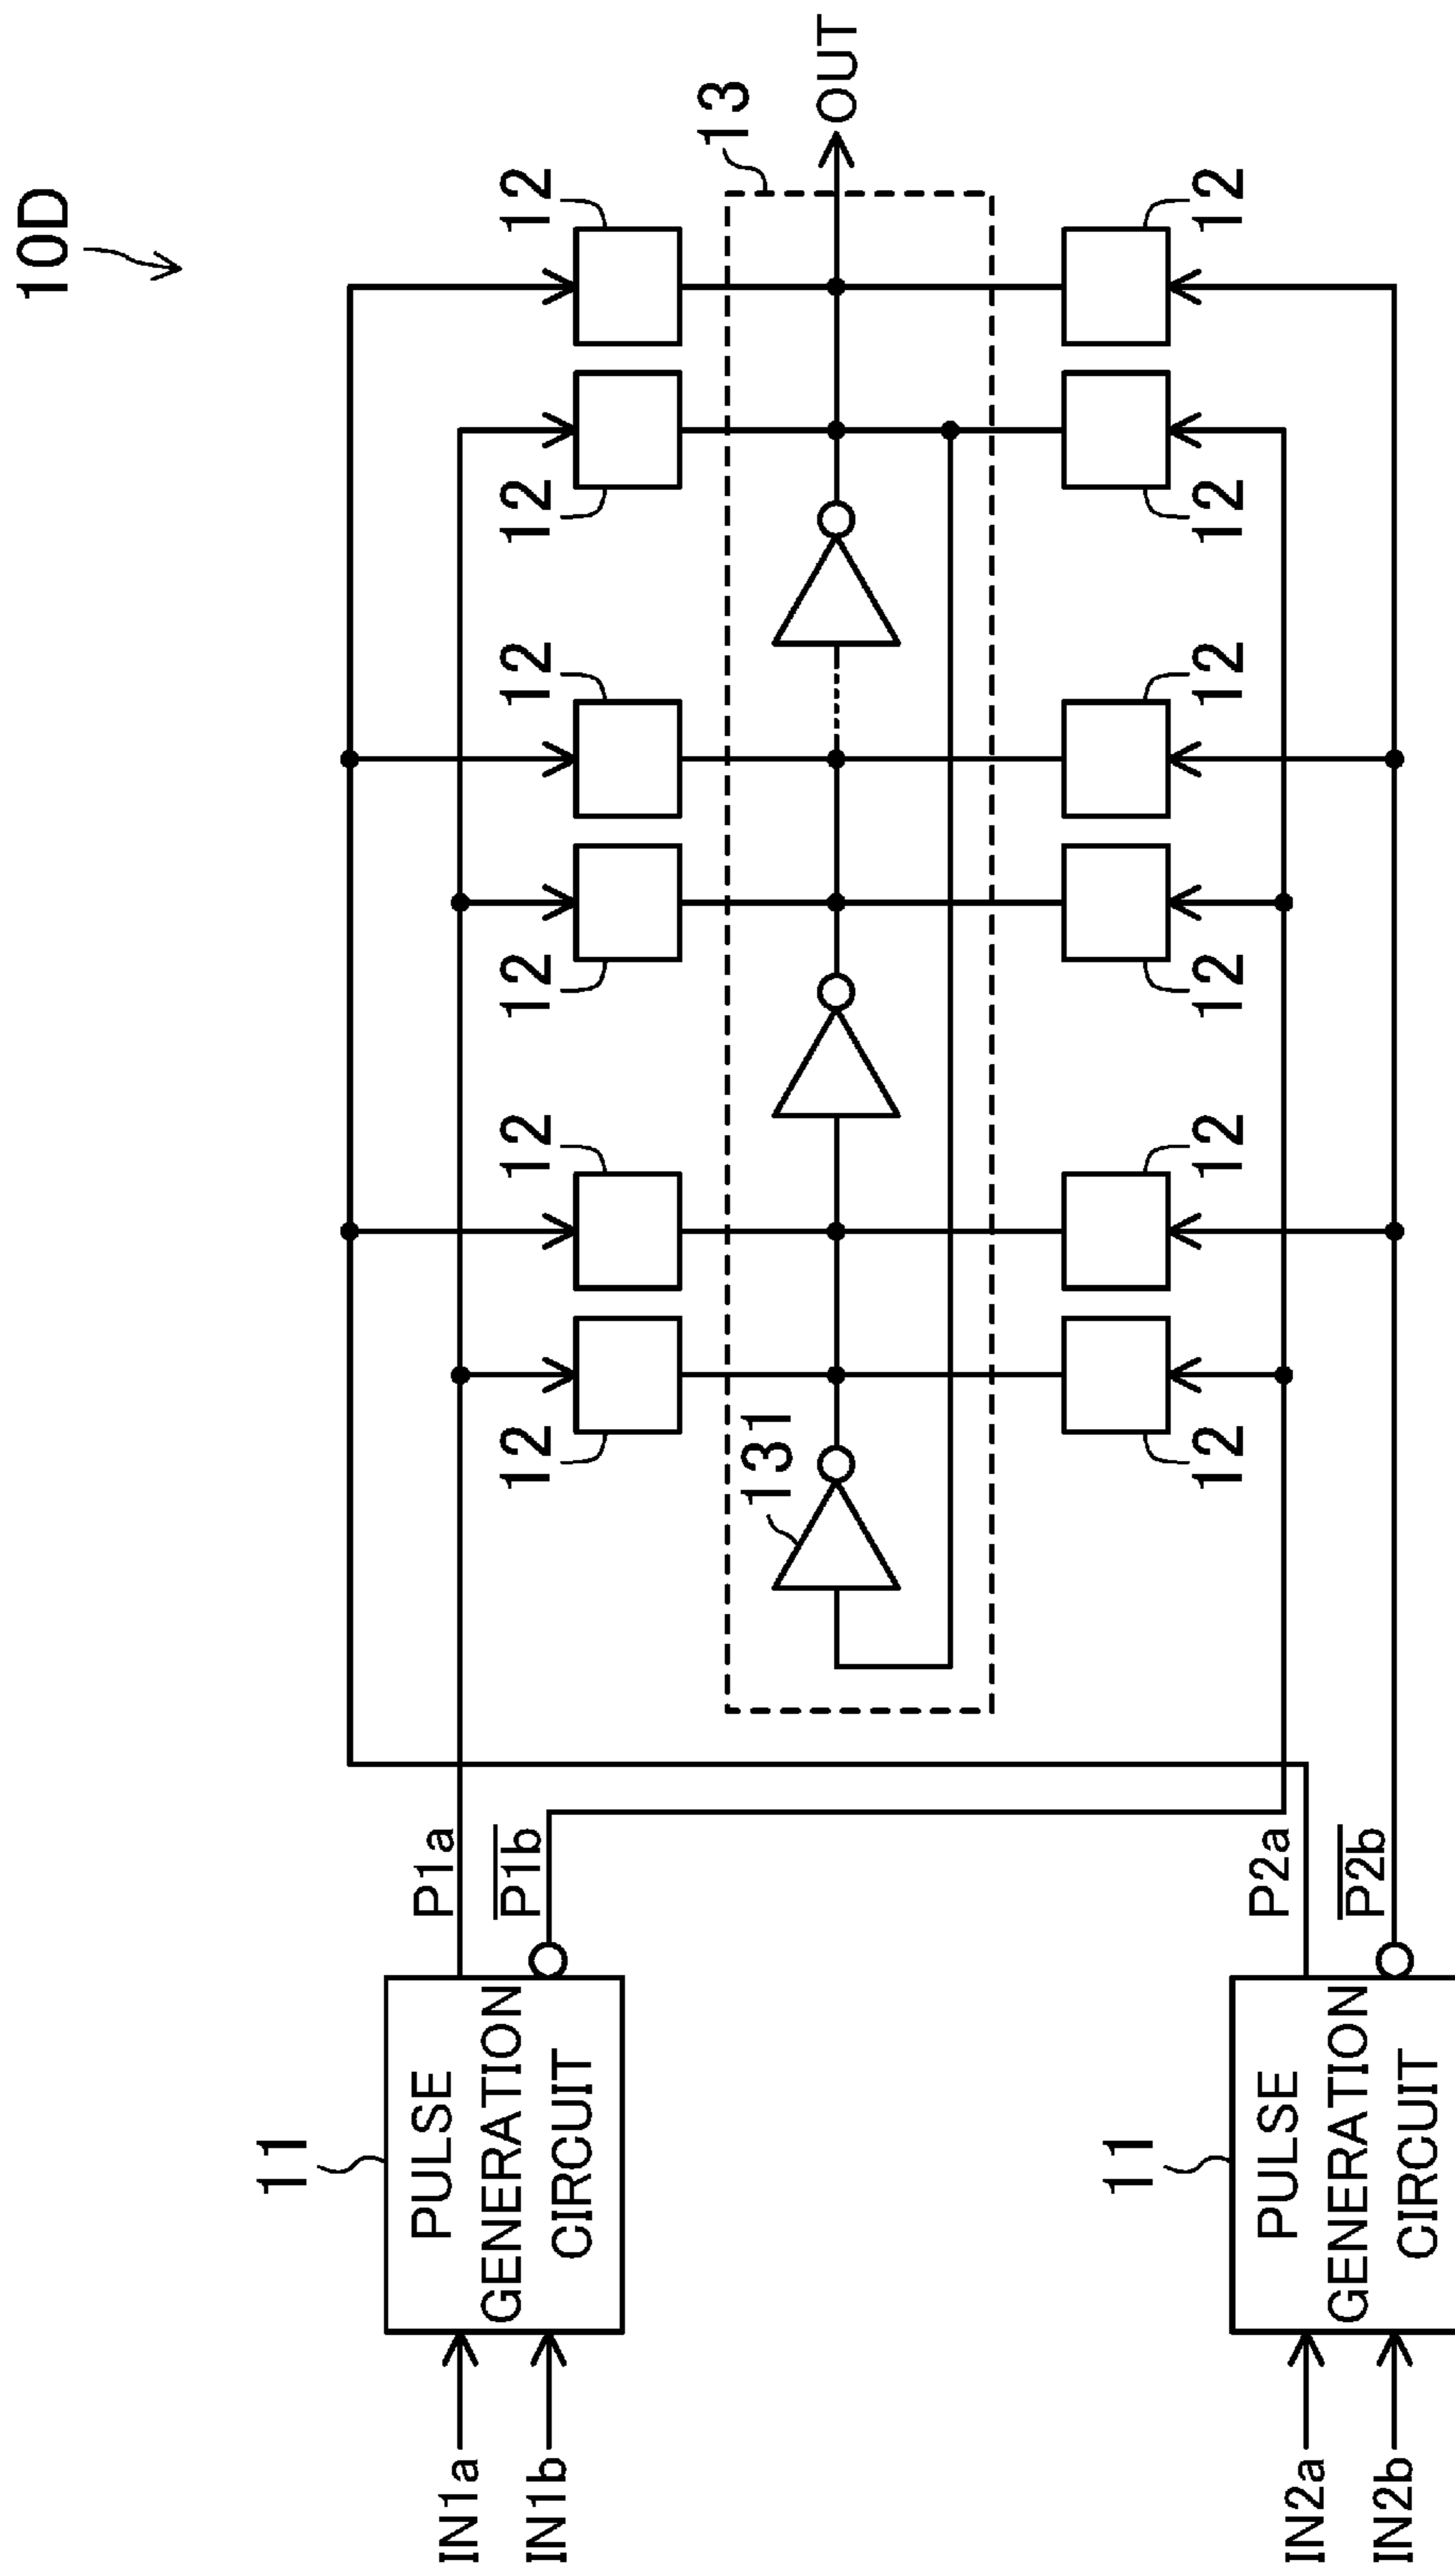 10D
11
PULSE
GENERATION
CIRCUIT
IN1a
IN1b
P1a
P1b
12
12
12
12
12
12
13
131
OUT
12
12
12
12
12
12
11
PULSE
GENERATION
CIRCUIT
IN2a
IN2b
P2a
P2b